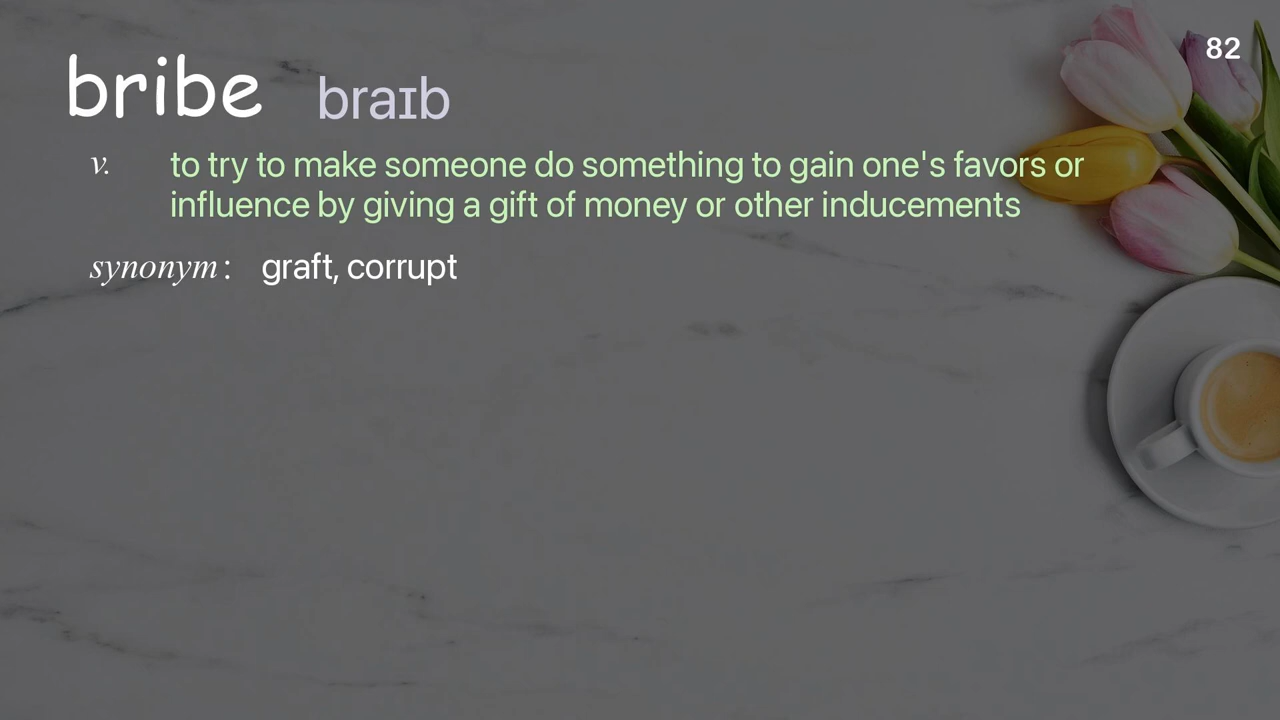 82
bribe braɪb
v. to try to make someone do something to gain one's favors or
influence by giving a gift of money or other inducements
synonym: graft, corrupt